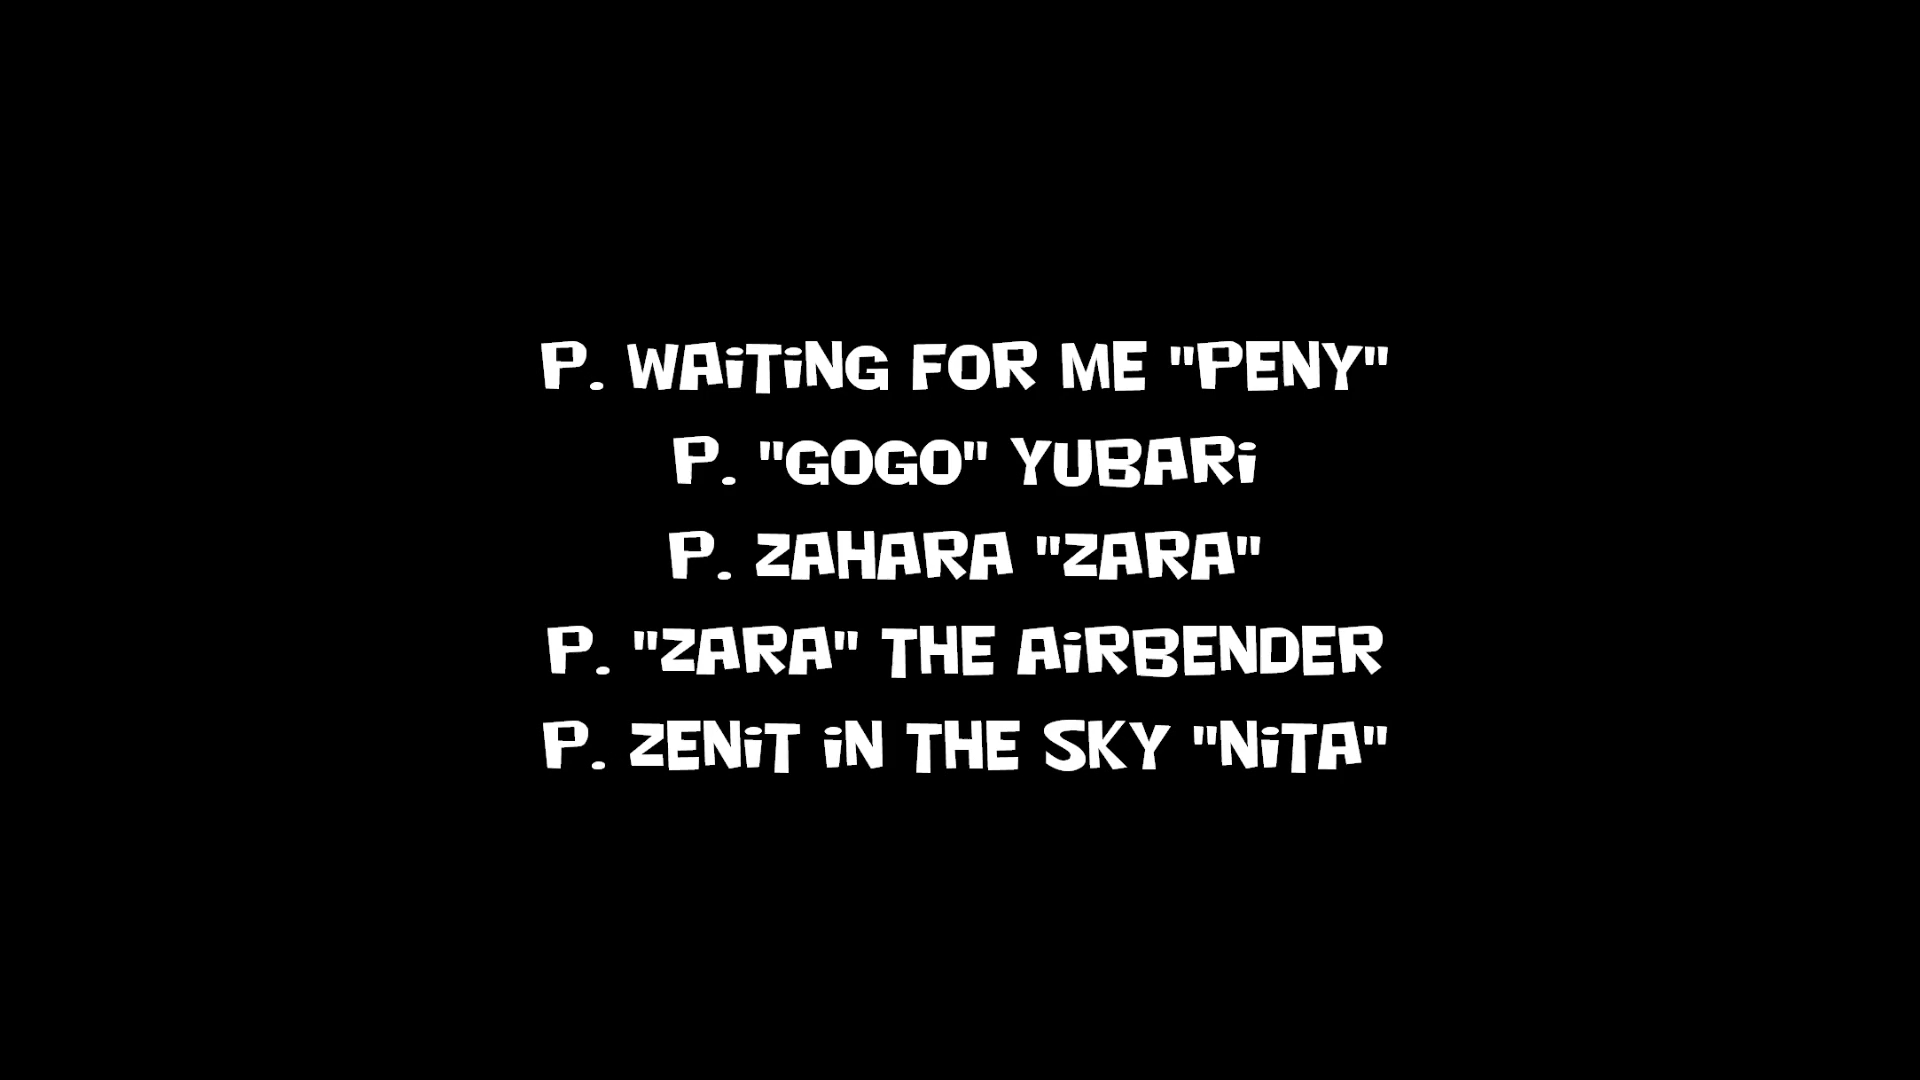 P. WAITING FOR ME "PENY"
P. "GOGO" YUBARI
P. ZAHARA "ZARA"
P. "ZARA" THE AIRBENDER
P. ZENIT IN THE SKY "NITA"